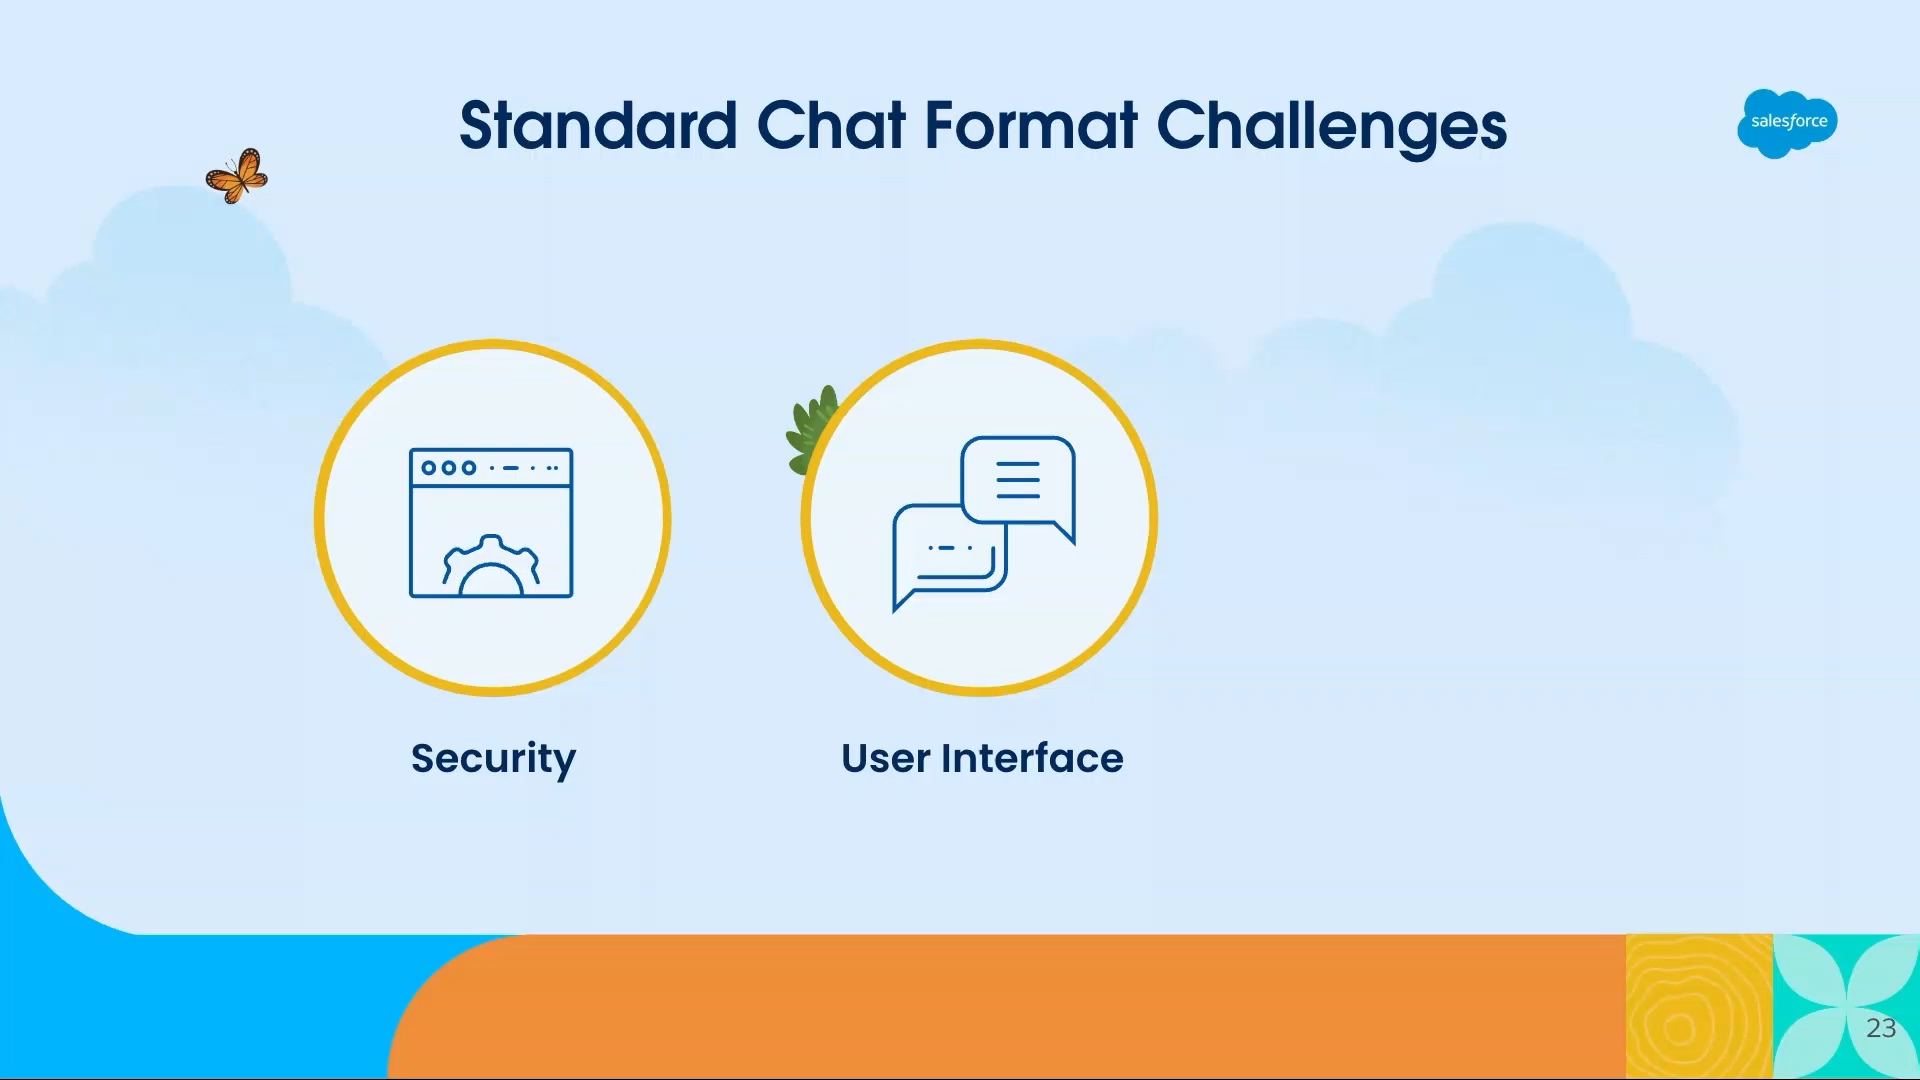 Standard Chat Format Challenges
salesforce
Security
User Interface
23